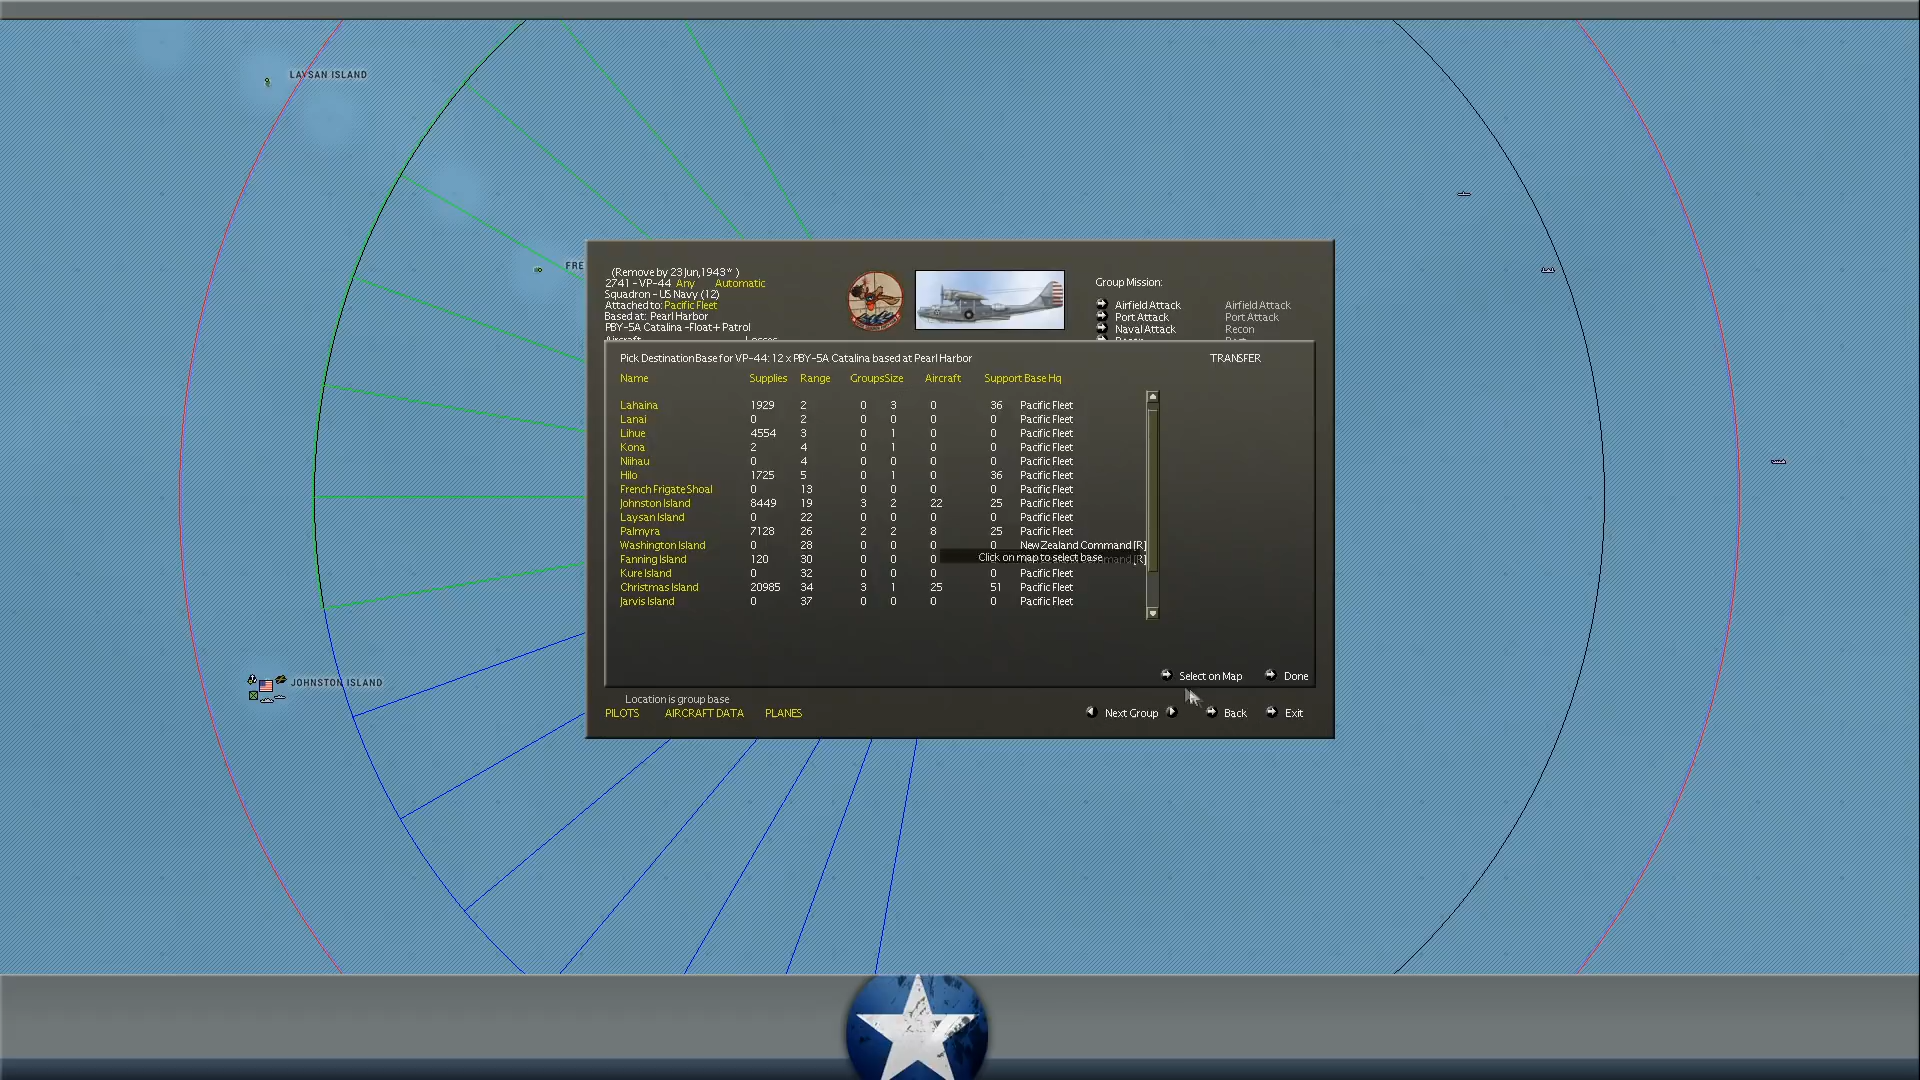 LAYSAN ISLAND
FRE
JOHNSTON ISLAND
(Remove by 23 Jun,1943* )
2741 - VP-44 Any Automatic
Squadron - US Navy (12)
Attached to: Pacific Fleet
Based at: Pearl Harbor
PBY-5A Catalina -Float+ Patrol
Aircraft Losses
Group Mission:
Airfield Attack Airfield Attack
Port Attack Port Attack
Naval Attack Recon
Pick Destination Base for VP-44: 12 x PBY-5A Catalina based at Pearl Harbor TRANSFER
Name Supplies Range Groups Size Aircraft Support Base Hq
Lahaina 1929 2 0 3 0 36 Pacific Fleet
Lanai 0 2 0 0 0 0 Pacific Fleet
Lihue 4554 3 0 1 0 0 Pacific Fleet
Kona 2 4 0 1 0 0 Pacific Fleet
Niihau 0 4 0 0 0 0 Pacific Fleet
Hilo 1725 5 0 1 0 36 Pacific Fleet
French Frigate Shoal 0 13 0 0 0 0 Pacific Fleet
Johnston Island 8449 19 3 2 22 25 Pacific Fleet
Laysan Island 0 22 0 0 0 0 Pacific Fleet
Palmyra 7128 26 2 2 8 25 Pacific Fleet
Washington Island 0 28 0 0 0 0 New Zealand Command [R]
Fanning Island 120 30 0 0 0 [R]
Click on map to select base
Kure Island 0 32 0 0 0 0 Pacific Fleet
Christmas Island 20985 34 3 1 25 51 Pacific Fleet
Jarvis Island 0 37 0 0 0 0 Pacific Fleet
Select on Map Done
Location is group base
PILOTS AIRCRAFT DATA PLANES Next Group Back Exit